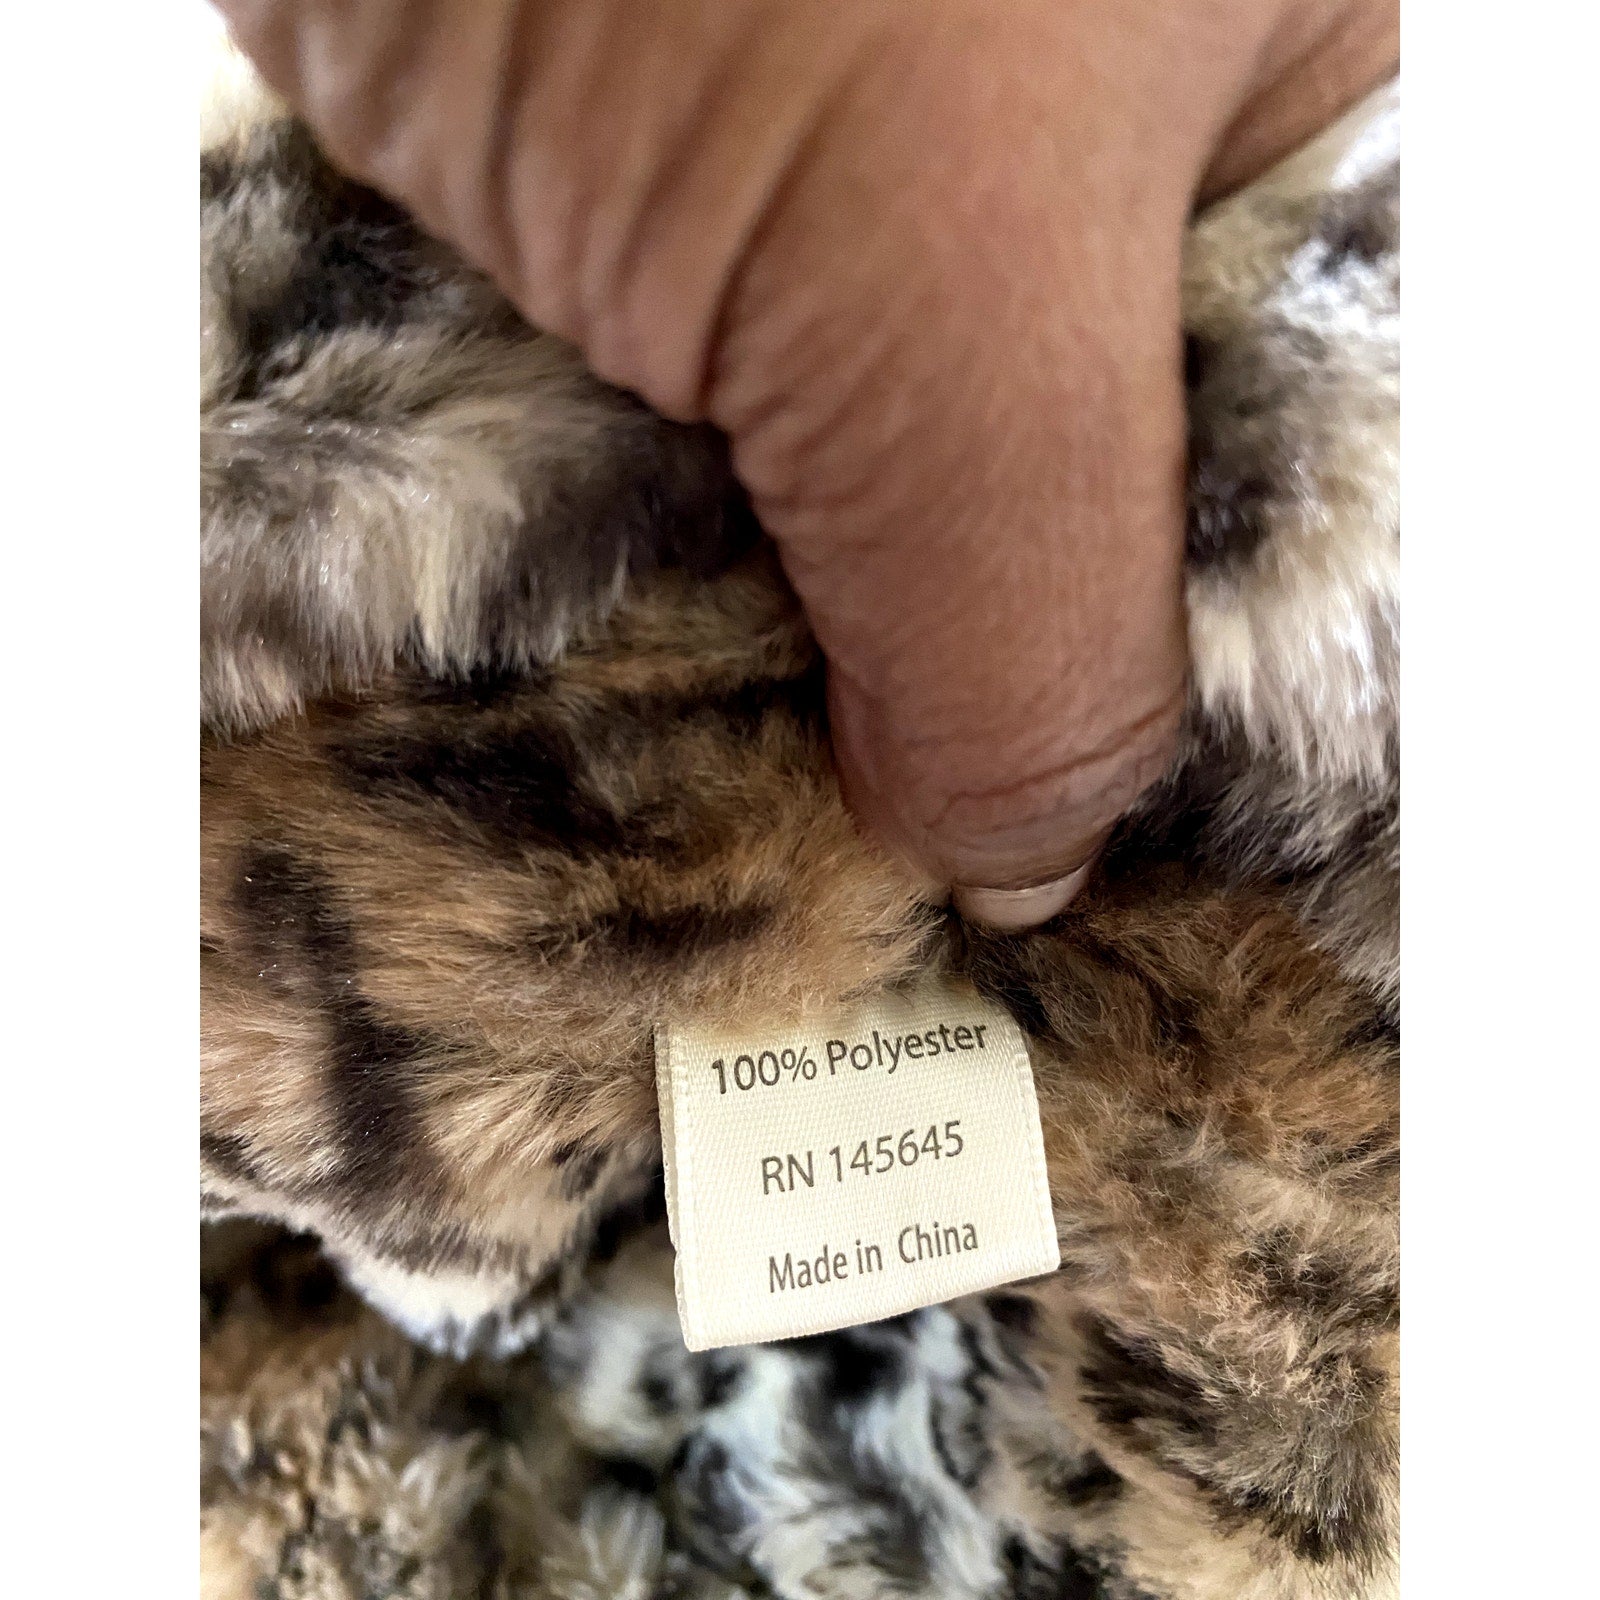 100% Polyester
RN 145645
Made in China